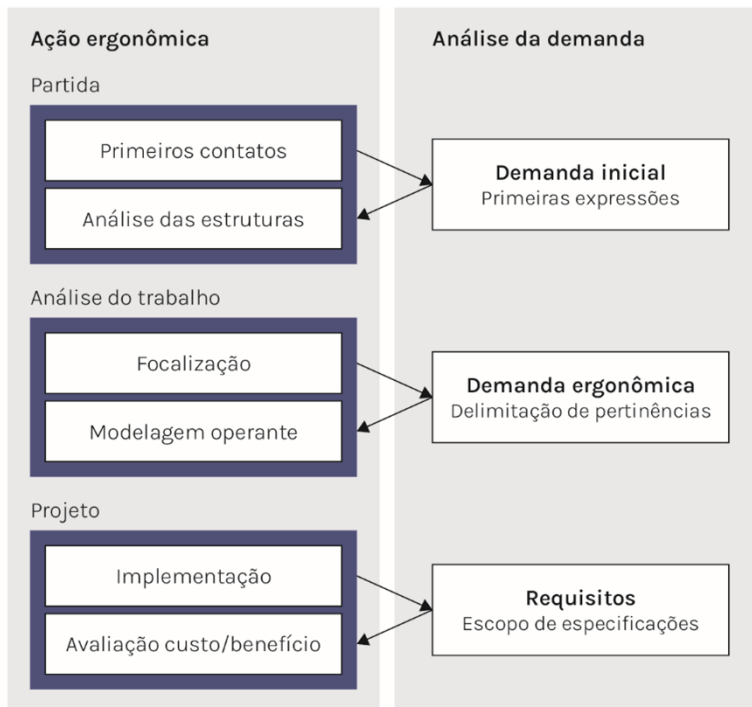 Ação ergonômica
Análise da demanda
Partida
Primeiros contatos
Análise das estruturas
Demanda inicial
Primeiras expressões
Análise do trabalho
Focalização
Modelagem operante
Demanda ergonômica
Delimitação de pertinências
Projeto
Implementação
Avaliação custo/benefício
Requisitos
Escopo de especificações